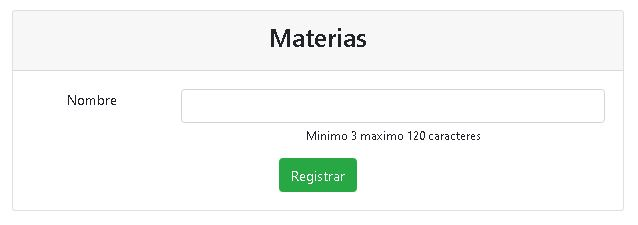 Materias
Nombre
Minimo 3 maximo 120 caracteres
Registrar